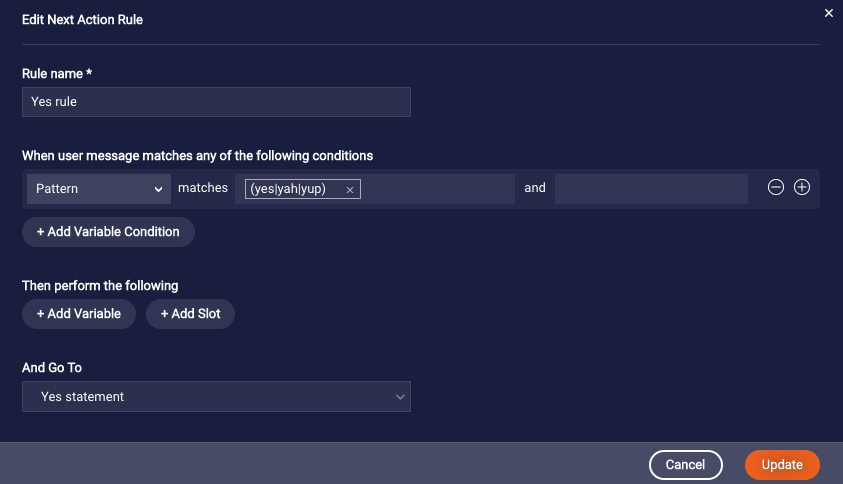 Edit Next Action Rule
Rule name *
Yes rule
When user message matches any of the following conditions
Pattern matches (yes|yah|yup) × and
+ Add Variable Condition
Then perform the following
+ Add Variable + Add Slot
And Go To
Yes statement
Cancel Update